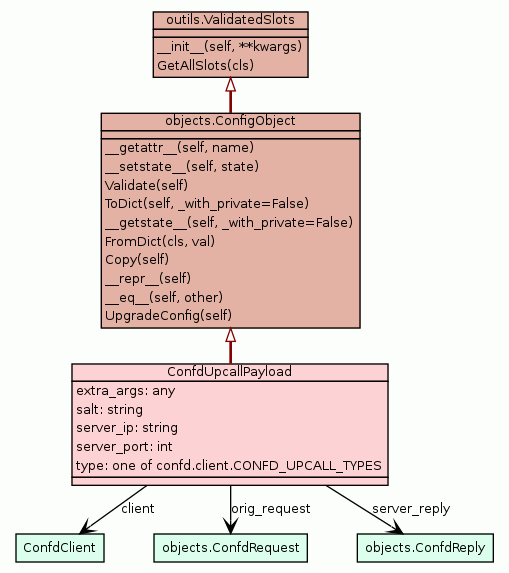 outils.ValidatedSlots
__init__(self, **kwargs)
GetAllSlots(cls)
objects.ConfigObject
__getattr__(self, name)
__setstate__(self, state)
Validate(self)
ToDict(self, _with_private=False)
__getstate__(self, _with_private=False)
FromDict(cls, val)
Copy(self)
__repr__(self)
__eq__(self, other)
UpgradeConfig(self)
ConfdUpcallPayload
extra_args: any
salt: string
server_ip: string
server_port: int
type: one of confd.client.CONFD_UPCALL_TYPES
client
orig_request
server_reply
ConfdClient
objects.ConfdRequest
objects.ConfdReply